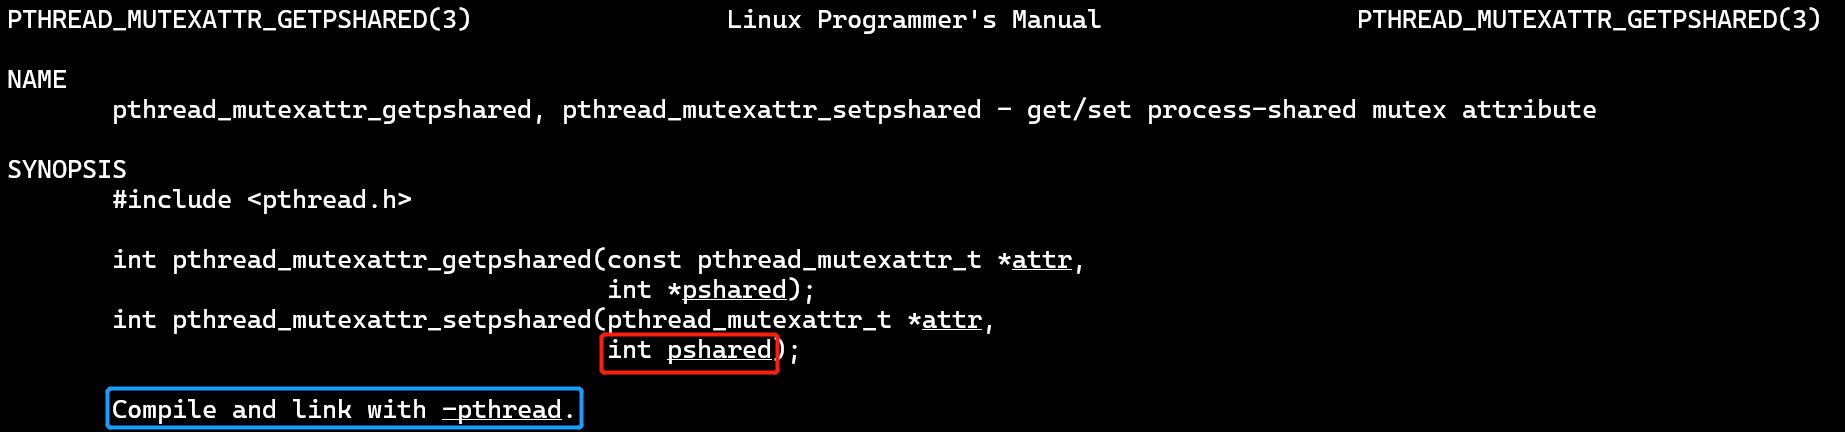 PTHREAD_MUTEXATTR_GETPSHARED(3) Linux Programmer's Manual PTHREAD_MUTEXATTR_GETPSHARED(3)
NAME
pthread_mutexattr_getpshared, pthread_mutexattr_setpshared - get/set process-shared mutex attribute
SYNOPSIS
#include <pthread.h>
int pthread_mutexattr_getpshared(const pthread_mutexattr_t *attr,
int *pshared);
int pthread_mutexattr_setpshared(pthread_mutexattr_t *attr,
int pshared);
Compile and link with -pthread.